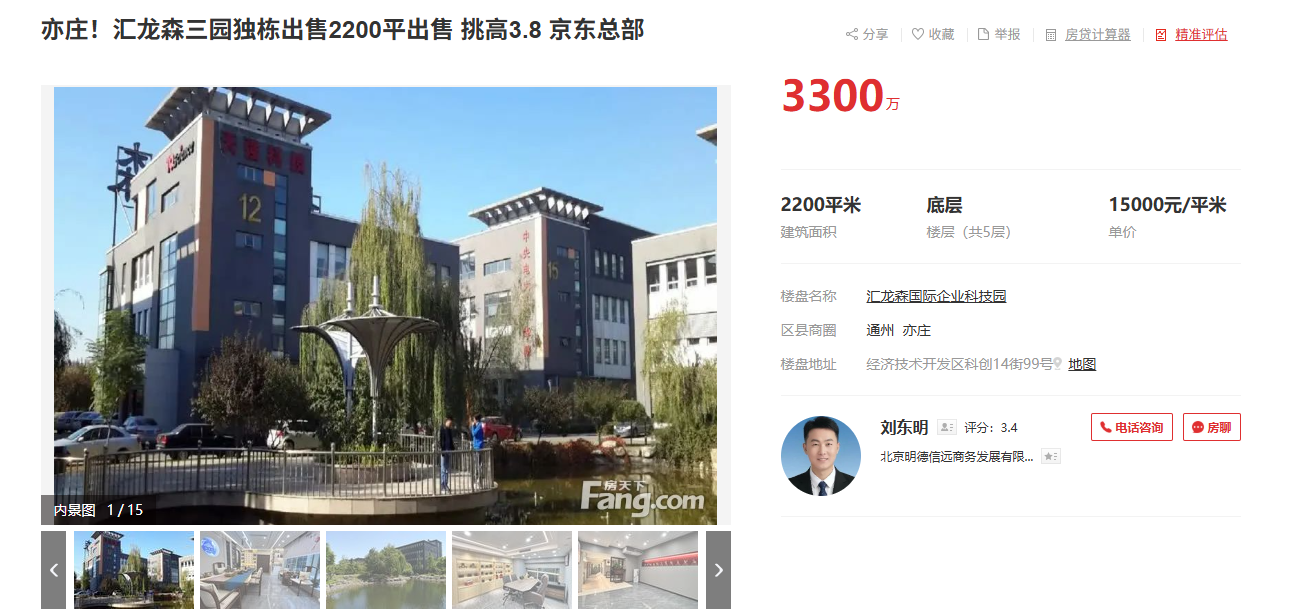 亦庄！汇龙森三园独栋出售2200平出售 挑高3.8 京东总部
分享 收藏 举报 房贷计算器 精准评估
3300万
2200平米 底层 15000元/平米
建筑面积 楼层（共5层） 单价
楼盘名称 汇龙森国际企业科技园
区县商圈 通州 亦庄
楼盘地址 经济技术开发区科创14街99号 地图
刘东明 评分：3.4
电话咨询 房聊
北京明德信远商务发展有限...
12
15
房天下
Fang.com
内景图 1 / 15